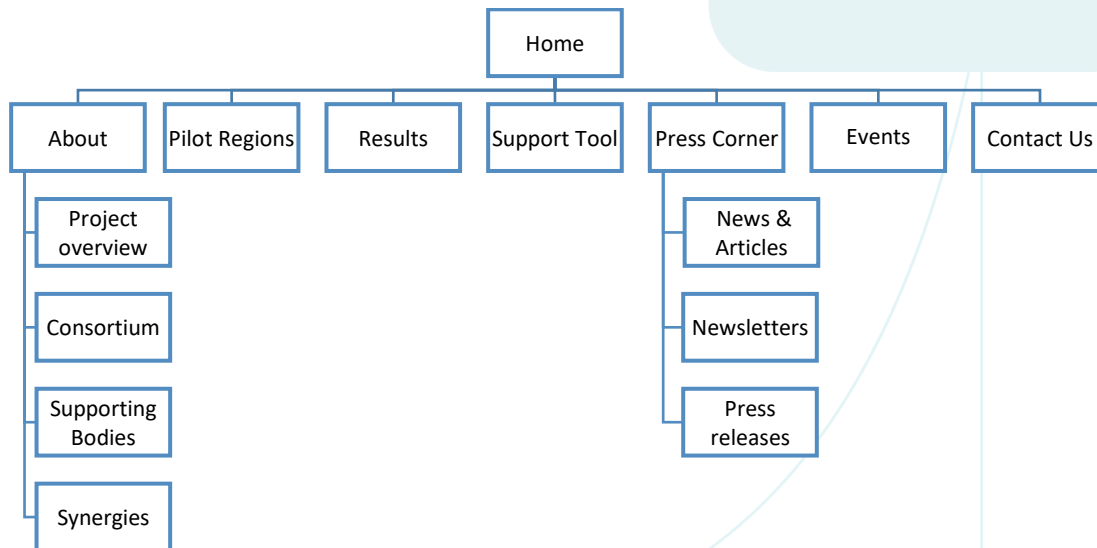 Home
About
Pilot Regions
Results
Support Tool
Press Corner
Events
Contact Us
Project
overview
Consortium
Supporting
Bodies
Synergies
News &
Articles
Newsletters
Press
releases